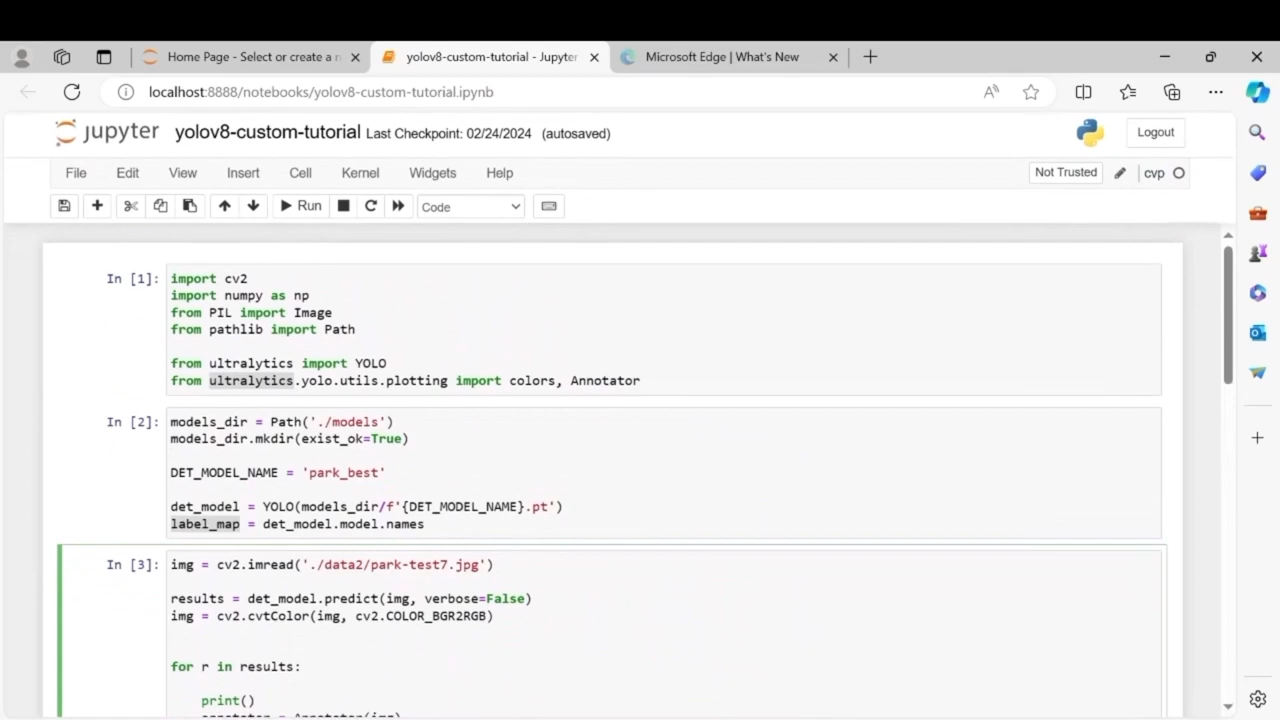 Home Page - Select or create a n
yolov8-custom-tutorial - Jupyter
Microsoft Edge | What's New
localhost:8888/notebooks/yolov8-custom-tutorial.ipynb
jupyter yolov8-custom-tutorial Last Checkpoint: 02/24/2024 (autosaved)
Logout
File Edit View Insert Cell Kernel Widgets Help
Not Trusted
cvp
Run
Code
In [1]:
import cv2
import numpy as np
from PIL import Image
from pathlib import Path
from ultralytics import YOLO
from ultralytics.yolo.utils.plotting import colors, Annotator
In [2]:
models_dir = Path('./models')
models_dir.mkdir(exist_ok=True)
DET_MODEL_NAME = 'park_best'
det_model = YOLO(models_dir/f'{DET_MODEL_NAME}.pt')
label_map = det_model.model.names
In [3]:
img = cv2.imread('./data2/park-test7.jpg')
results = det_model.predict(img, verbose=False)
img = cv2.cvtColor(img, cv2.COLOR_BGR2RGB)
for r in results:
print()